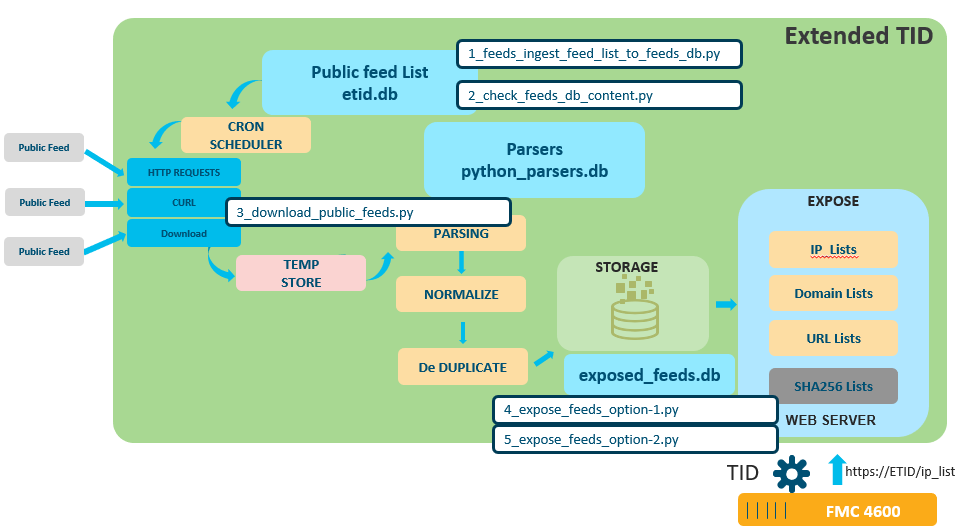 Extended TID
1_feeds_ingest_feed_list_to_feeds_db.py
Public feed List
etid.db
2_check_feeds_db_content.py
CRON
SCHEDULER
Public Feed
Public Feed
Public Feed
HTTP REQUESTS
CURL
Download
Parsers
python_parsers.db
3_download_public_feeds.py
PARSING
TEMP
STORE
NORMALIZE
De DUPLICATE
STORAGE
exposed_feeds.db
4_expose_feeds_option-1.py
5_expose_feeds_option-2.py
EXPOSE
IP_Lists
Domain Lists
URL Lists
SHA256 Lists
WEB SERVER
TID
https://ETID/ip_list
FMC 4600